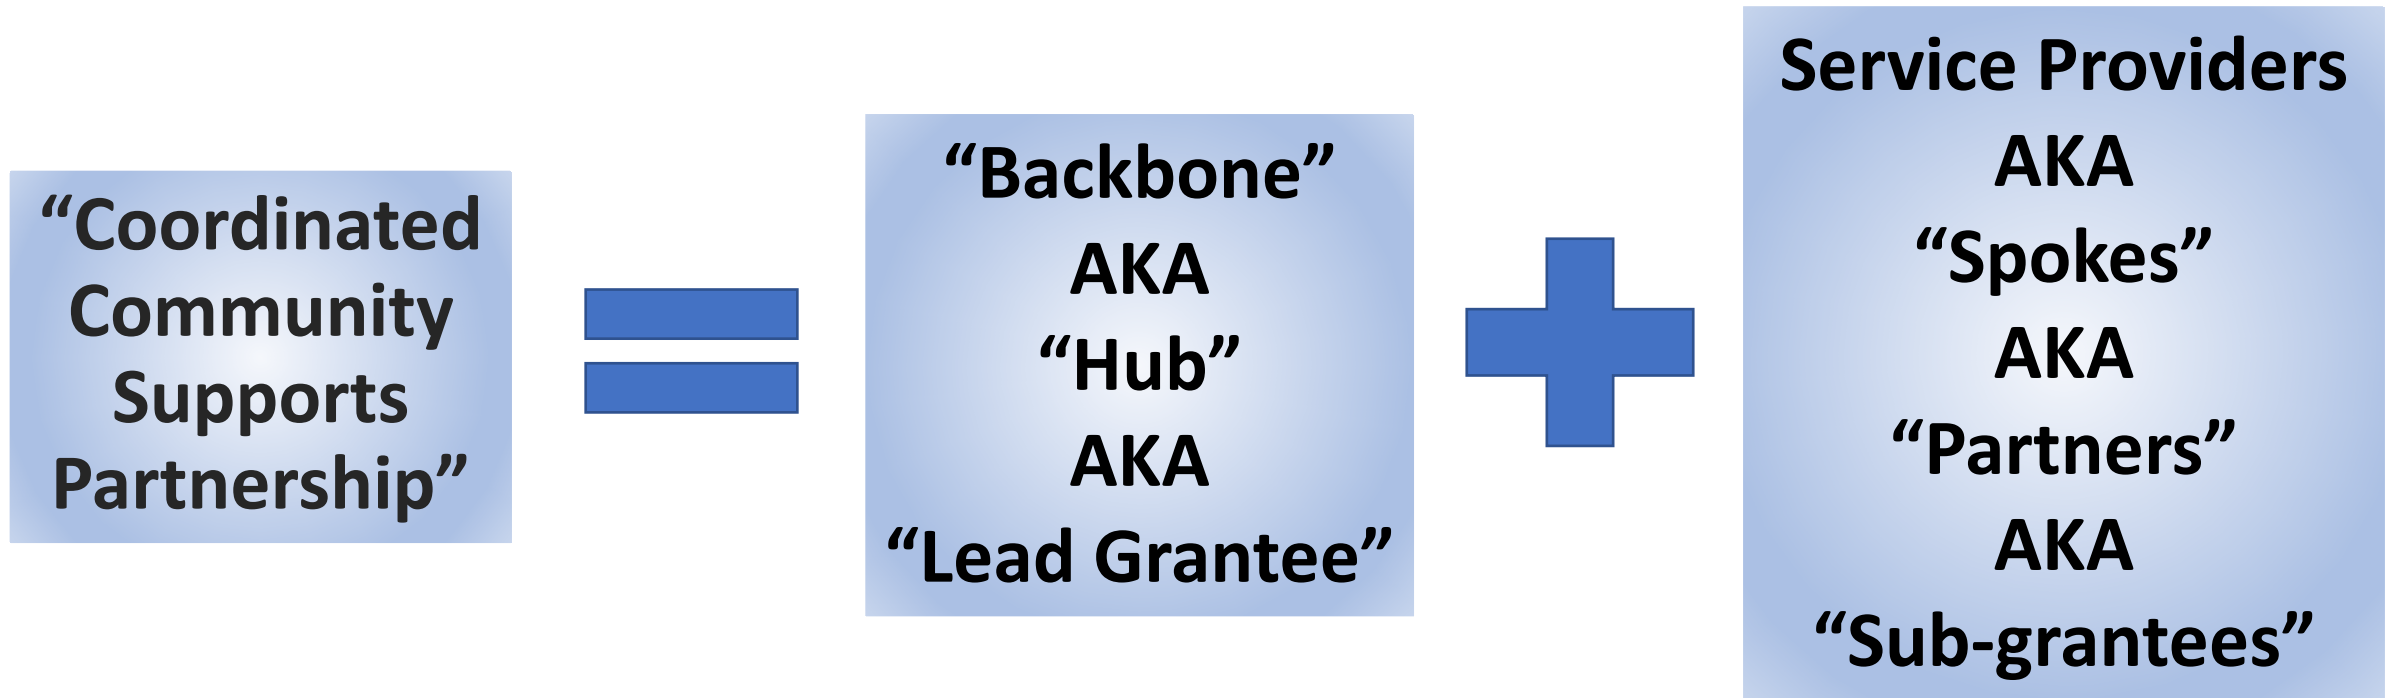 “Coordinated
Community
Supports
Partnership”
“Backbone”
AKA
“Hub”
AKA
“Lead Grantee”
Service Providers
AKA
“Spokes”
AKA
“Partners”
AKA
“Sub-grantees”